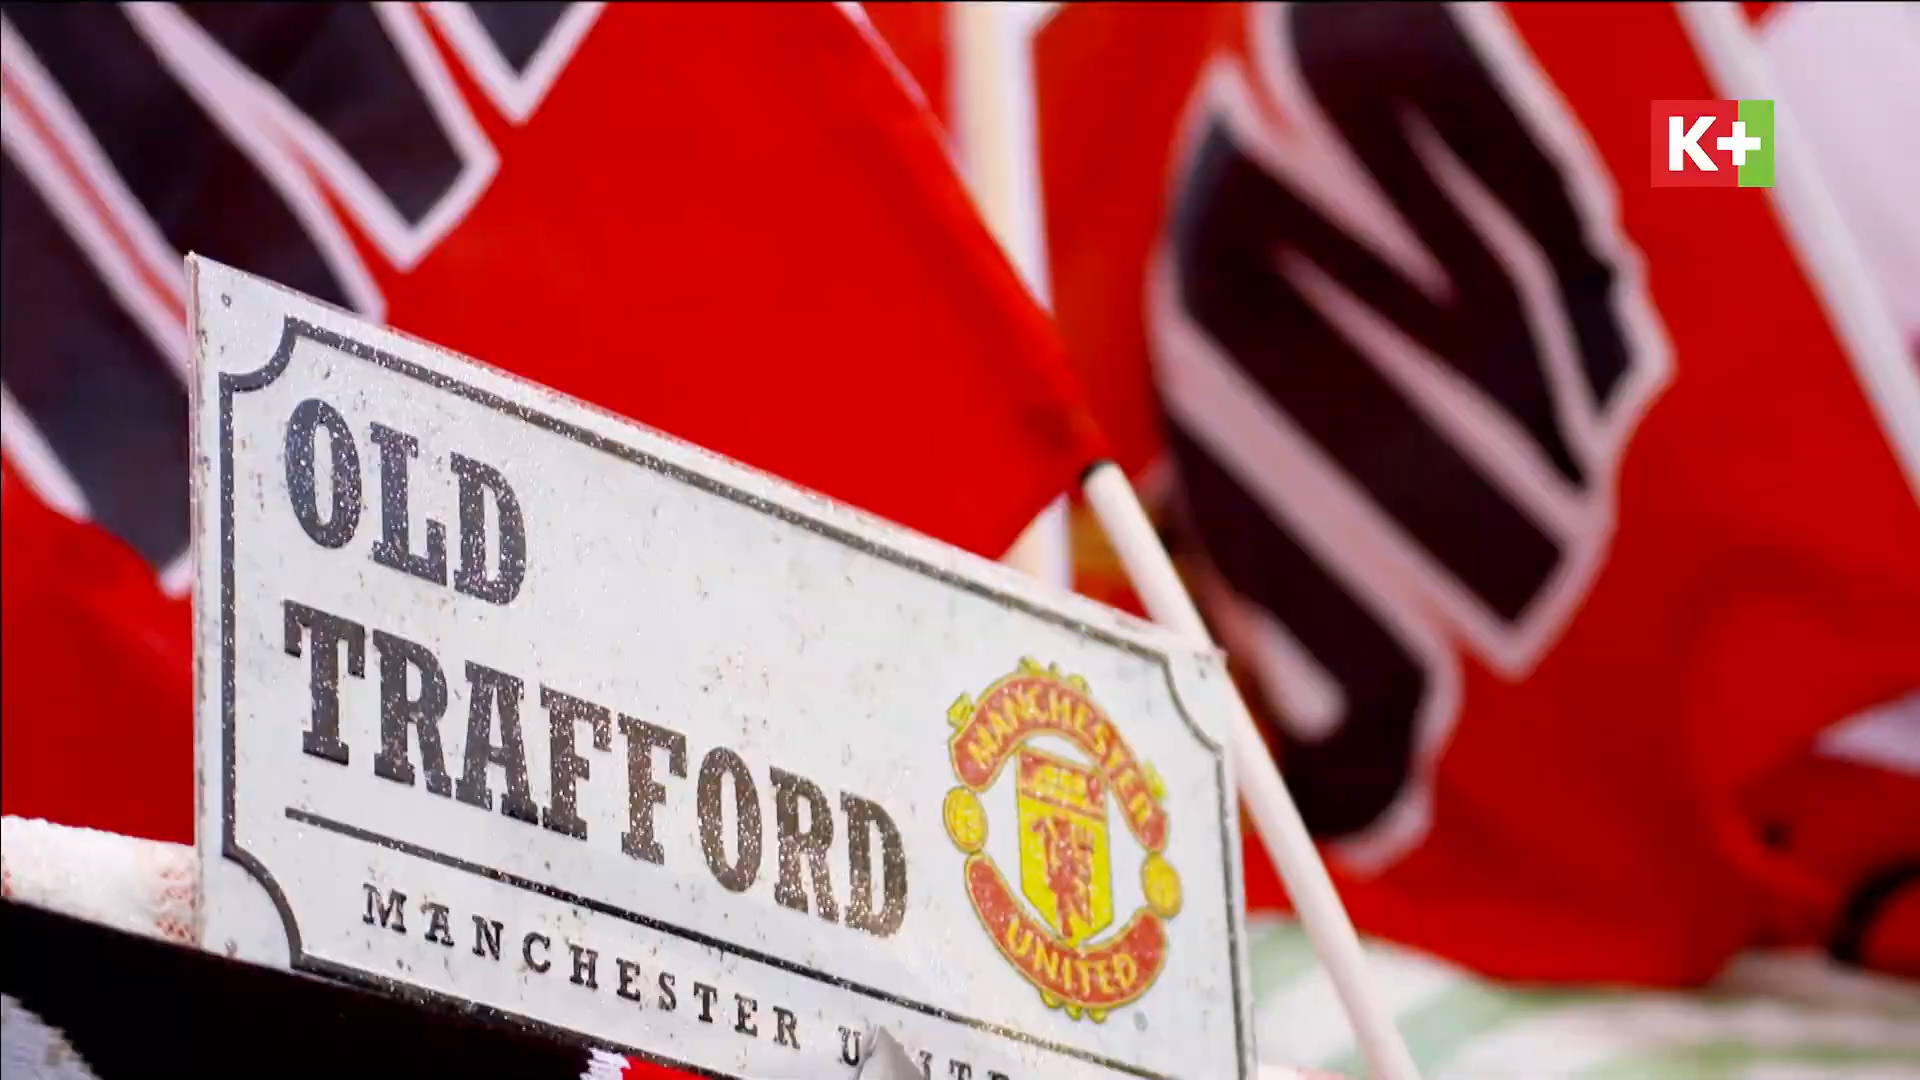 K+
OLD
TRAFFORD
MANCHESTER
MANCHESTER
UNITED